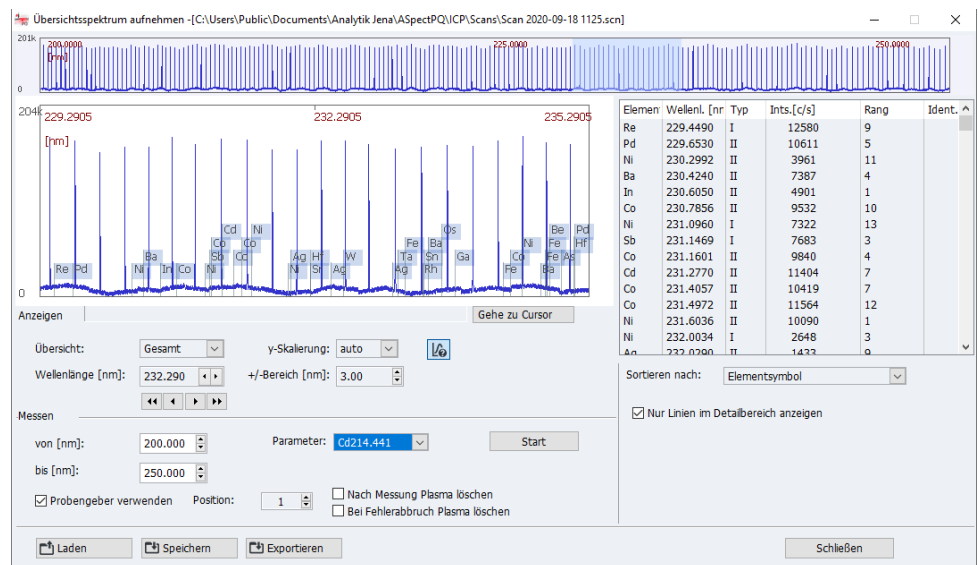 Übersichtsspektrum aufnehmen -[C:\Users\Public\Documents\Analytik Jena\ASpectPQ\ICP\Scans\Scan 2020-09-18 1125.scn]
201k
200.0000 225.0000 250.0000
[nm]
0
204k
229.2905 232.2905 235.2905
[nm]
Cd Ni Os Be Pd
Co Co Fe Ba Ni Fe Hf
Ba Sb Cd Ag Hf W Ta Sn Ga Co Fe As
Re Pd Ni In Co Ni Ni Sr Ag Ag Rh Fe Ba
0
Elemen Wellenl. [nr Typ Ints.[c/s] Rang Ident.
Re 229.4490 I 12580 9
Pd 229.6530 II 10611 5
Ni 230.2992 II 3961 11
Ba 230.4240 II 7387 4
In 230.6050 II 4901 1
Co 230.7856 II 9532 10
Ni 231.0960 I 7322 13
Sb 231.1469 I 7683 3
Co 231.1601 II 9840 4
Cd 231.2770 II 11404 7
Co 231.4057 II 10419 7
Co 231.4972 II 11564 12
Ni 231.6036 II 10090 1
Ni 232.0034 I 2648 3
Ag 232.0290 II 1433 9
Anzeigen
Gehe zu Cursor
Übersicht: Gesamt y-Skalierung: auto
Wellenlänge [nm]: 232.290 +/-Bereich [nm]: 3.00
Sortieren nach: Elementsymbol
Nur Linien im Detailbereich anzeigen
Messen
von [nm]: 200.000 Parameter: Cd214.441 Start
bis [nm]: 250.000
Probengeber verwenden Position: 1
Nach Messung Plasma löschen
Bei Fehlerabbruch Plasma löschen
Laden Speichern Exportieren Schließen